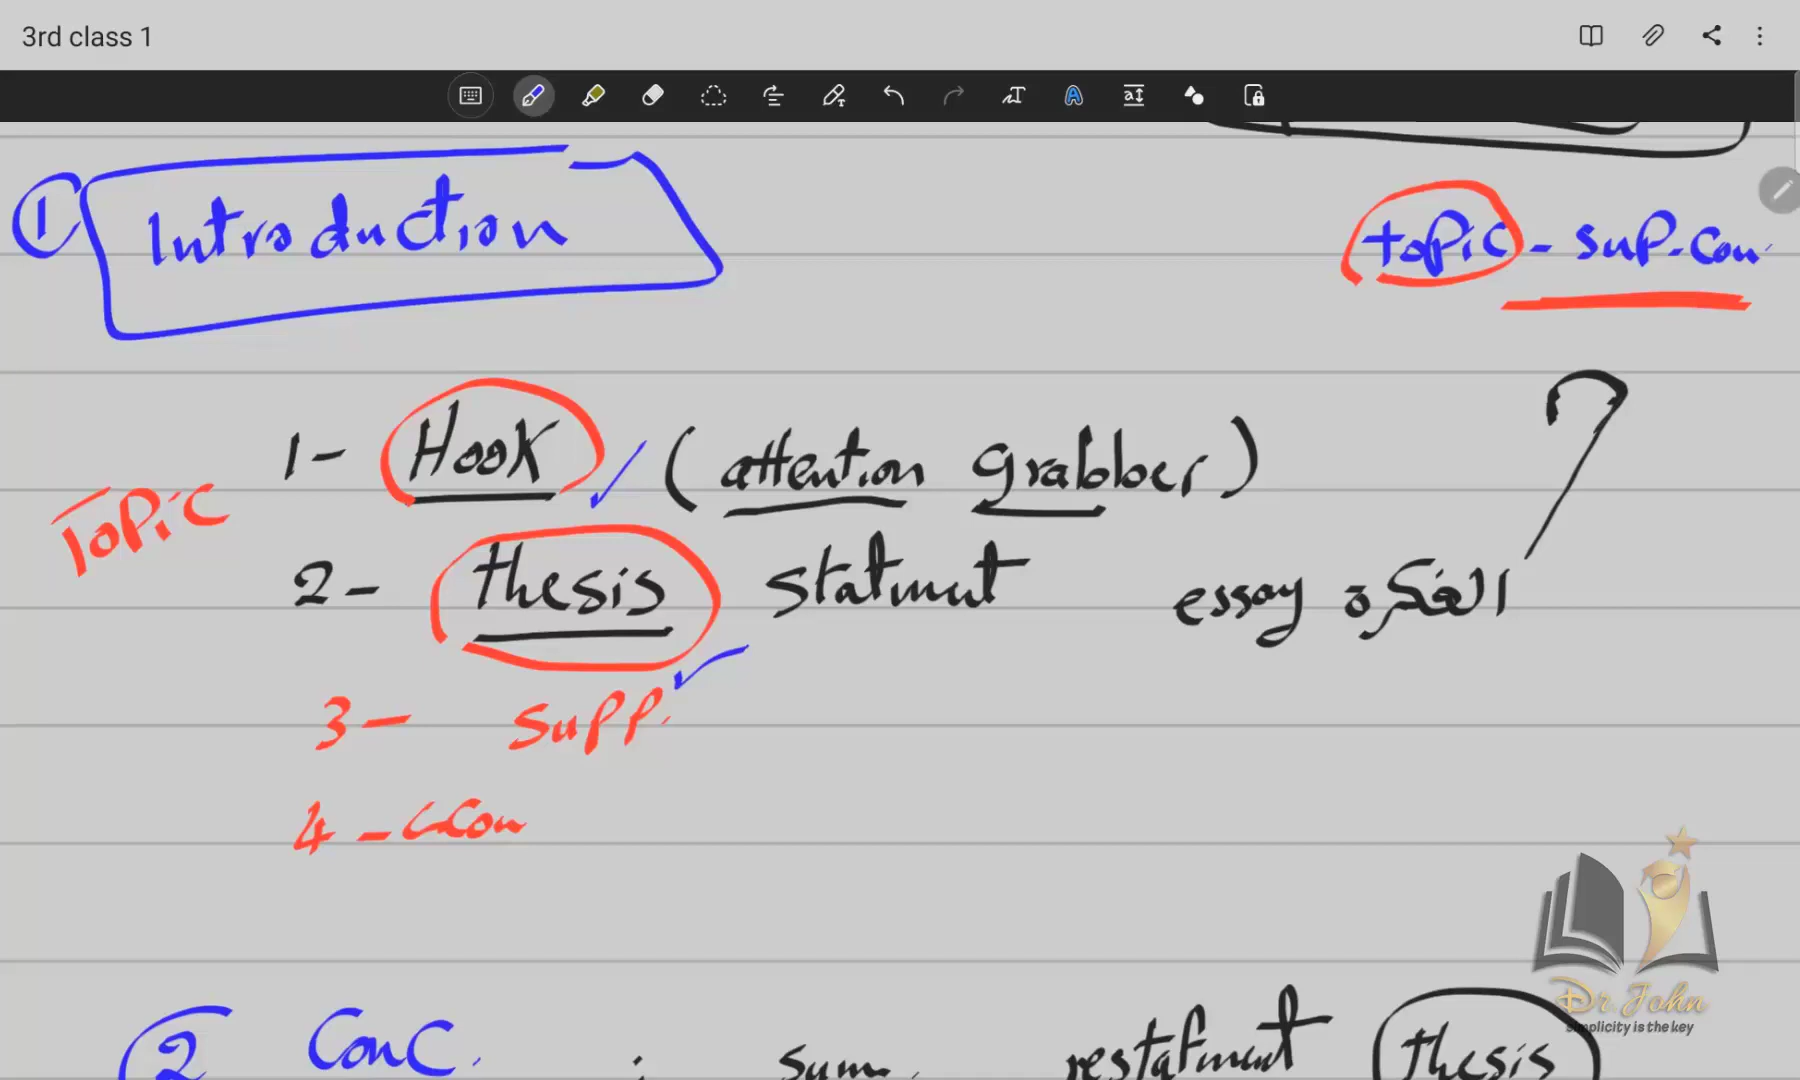 3rd class 1
① Introduction
topic - sup - con
1- Hook (attention grabber)
Topic
2- thesis statment essay الفكرة
3- supp.
4- Con
2 Conc. sum restatment thesis
Dr. John
Simplicity is the key